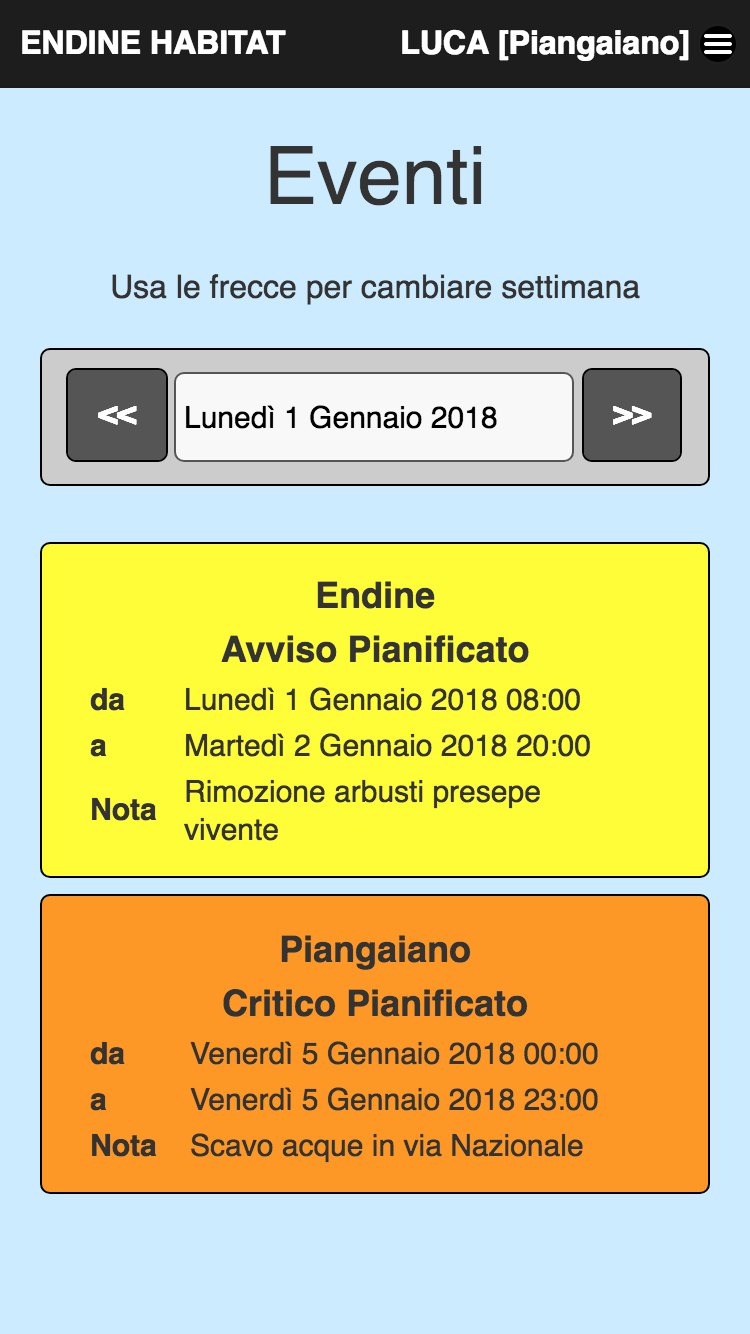 ENDINE HABITAT LUCA [Piangaiano]
Eventi
Usa le frecce per cambiare settimana
<< Lunedì 1 Gennaio 2018 >>
Endine
Avviso Pianificato
da Lunedì 1 Gennaio 2018 08:00
a Martedì 2 Gennaio 2018 20:00
Nota Rimozione arbusti presepe
vivente
Piangaiano
Critico Pianificato
da Venerdì 5 Gennaio 2018 00:00
a Venerdì 5 Gennaio 2018 23:00
Nota Scavo acque in via Nazionale